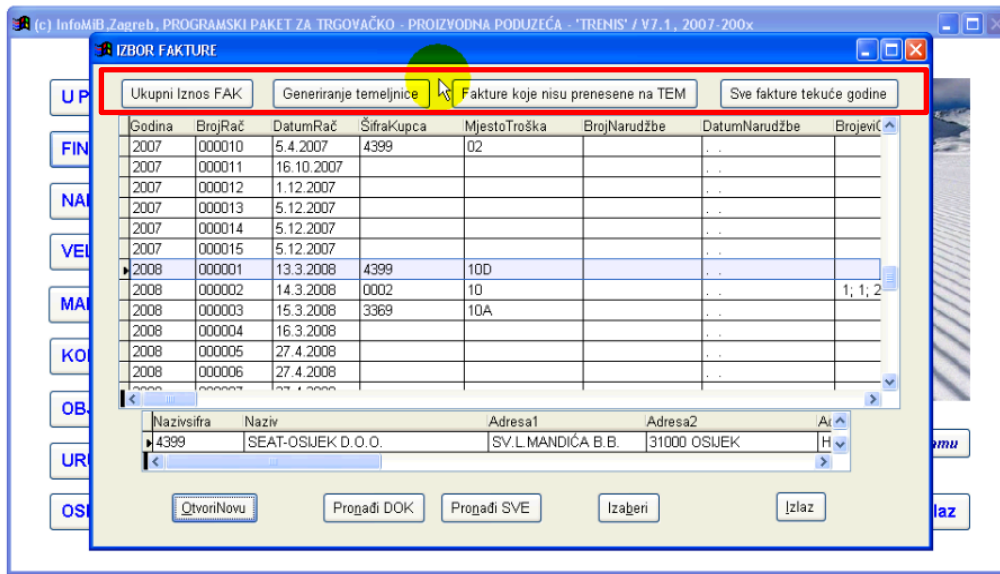 (c) InfoMiB,Zagreb, PROGRAMSKI PAKET ZA TRGOVAČKO - PROIZVODNA PODUZEĆA - 'TRENIS' / V7.1, 2007-200x
IZBOR FAKTURE
Ukupni Iznos FAK Generiranje temeljnice Fakture koje nisu prenesene na TEM Sve fakture tekuće godine
Godina BrojRač DatumRač ŠifraKupca MjestoTroška BrojNarudžbe DatumNarudžbe Brojevi
2007 000010 5.4.2007 4399 02 . .
2007 000011 16.10.2007 . .
2007 000012 1.12.2007 . .
2007 000013 5.12.2007 . .
2007 000014 5.12.2007 . .
2007 000015 5.12.2007 . .
2008 000001 13.3.2008 4399 10D . .
2008 000002 14.3.2008 0002 10 . . 1; 1; 2
2008 000003 15.3.2008 3369 10A . .
2008 000004 16.3.2008 . .
2008 000005 27.4.2008 . .
2008 000006 27.4.2008 . .
Nazivsifra Naziv Adresa1 Adresa2
4399 SEAT-OSIJEK D.O.O. SV.L.MANDIĆA B.B. 31000 OSIJEK H
OtvoriNovu Pronađi DOK Pronađi SVE Izaberi Izlaz
U P
FIN
NA
VEL
MA
KO
OB.
UR
OS
mu
laz